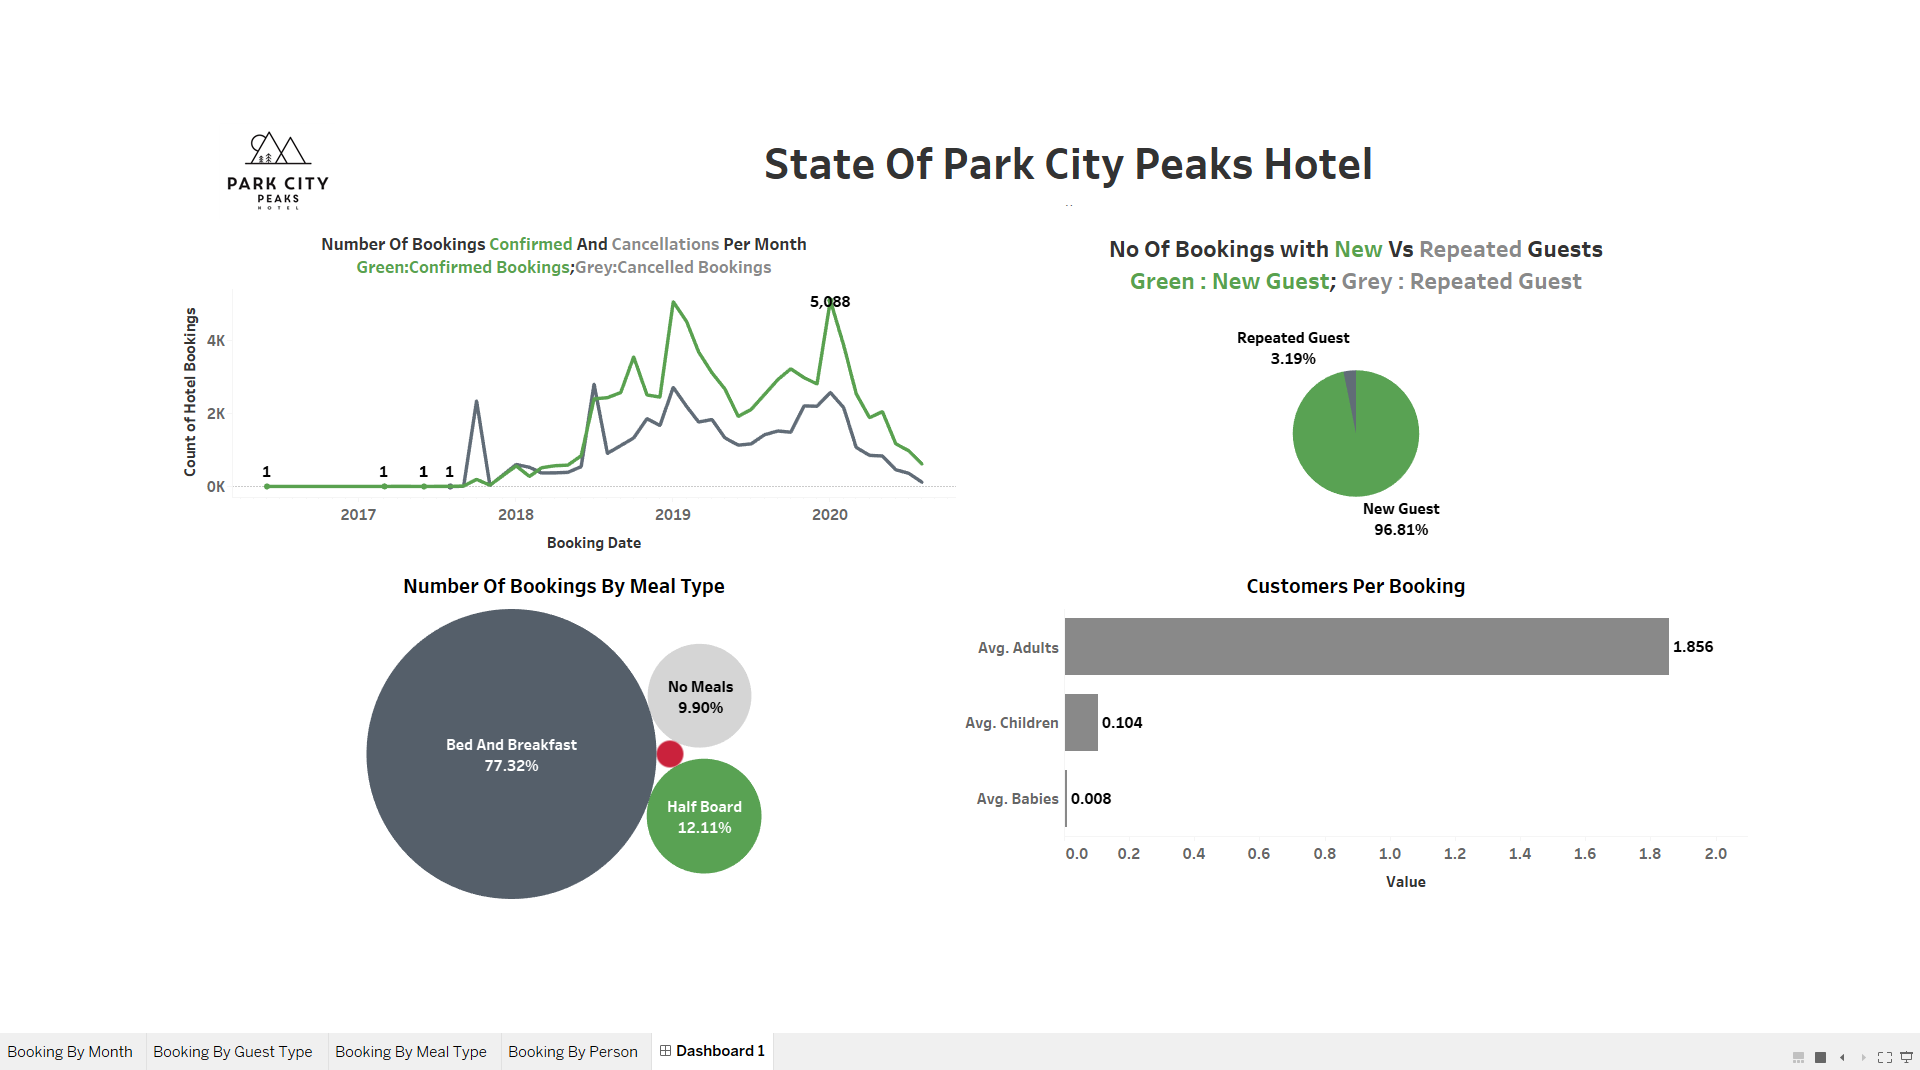 PARK CITY
PEAKS
HOTEL
State Of Park City Peaks Hotel
Number Of Bookings Confirmed And Cancellations Per Month
Green:Confirmed Bookings;Grey:Cancelled Bookings
Count of Hotel Bookings
4K
2K
0K
5,088
1
1
1
1
2017
2018
2019
2020
Booking Date
No Of Bookings with New Vs Repeated Guests
Green : New Guest; Grey : Repeated Guest
Repeated Guest
3.19%
New Guest
96.81%
Number Of Bookings By Meal Type
Bed And Breakfast
77.32%
No Meals
9.90%
Half Board
12.11%
Customers Per Booking
Avg. Adults
1.856
Avg. Children
0.104
Avg. Babies
0.008
0.0 0.2 0.4 0.6 0.8 1.0 1.2 1.4 1.6 1.8 2.0
Value
Booking By Month
Booking By Guest Type
Booking By Meal Type
Booking By Person
Dashboard 1